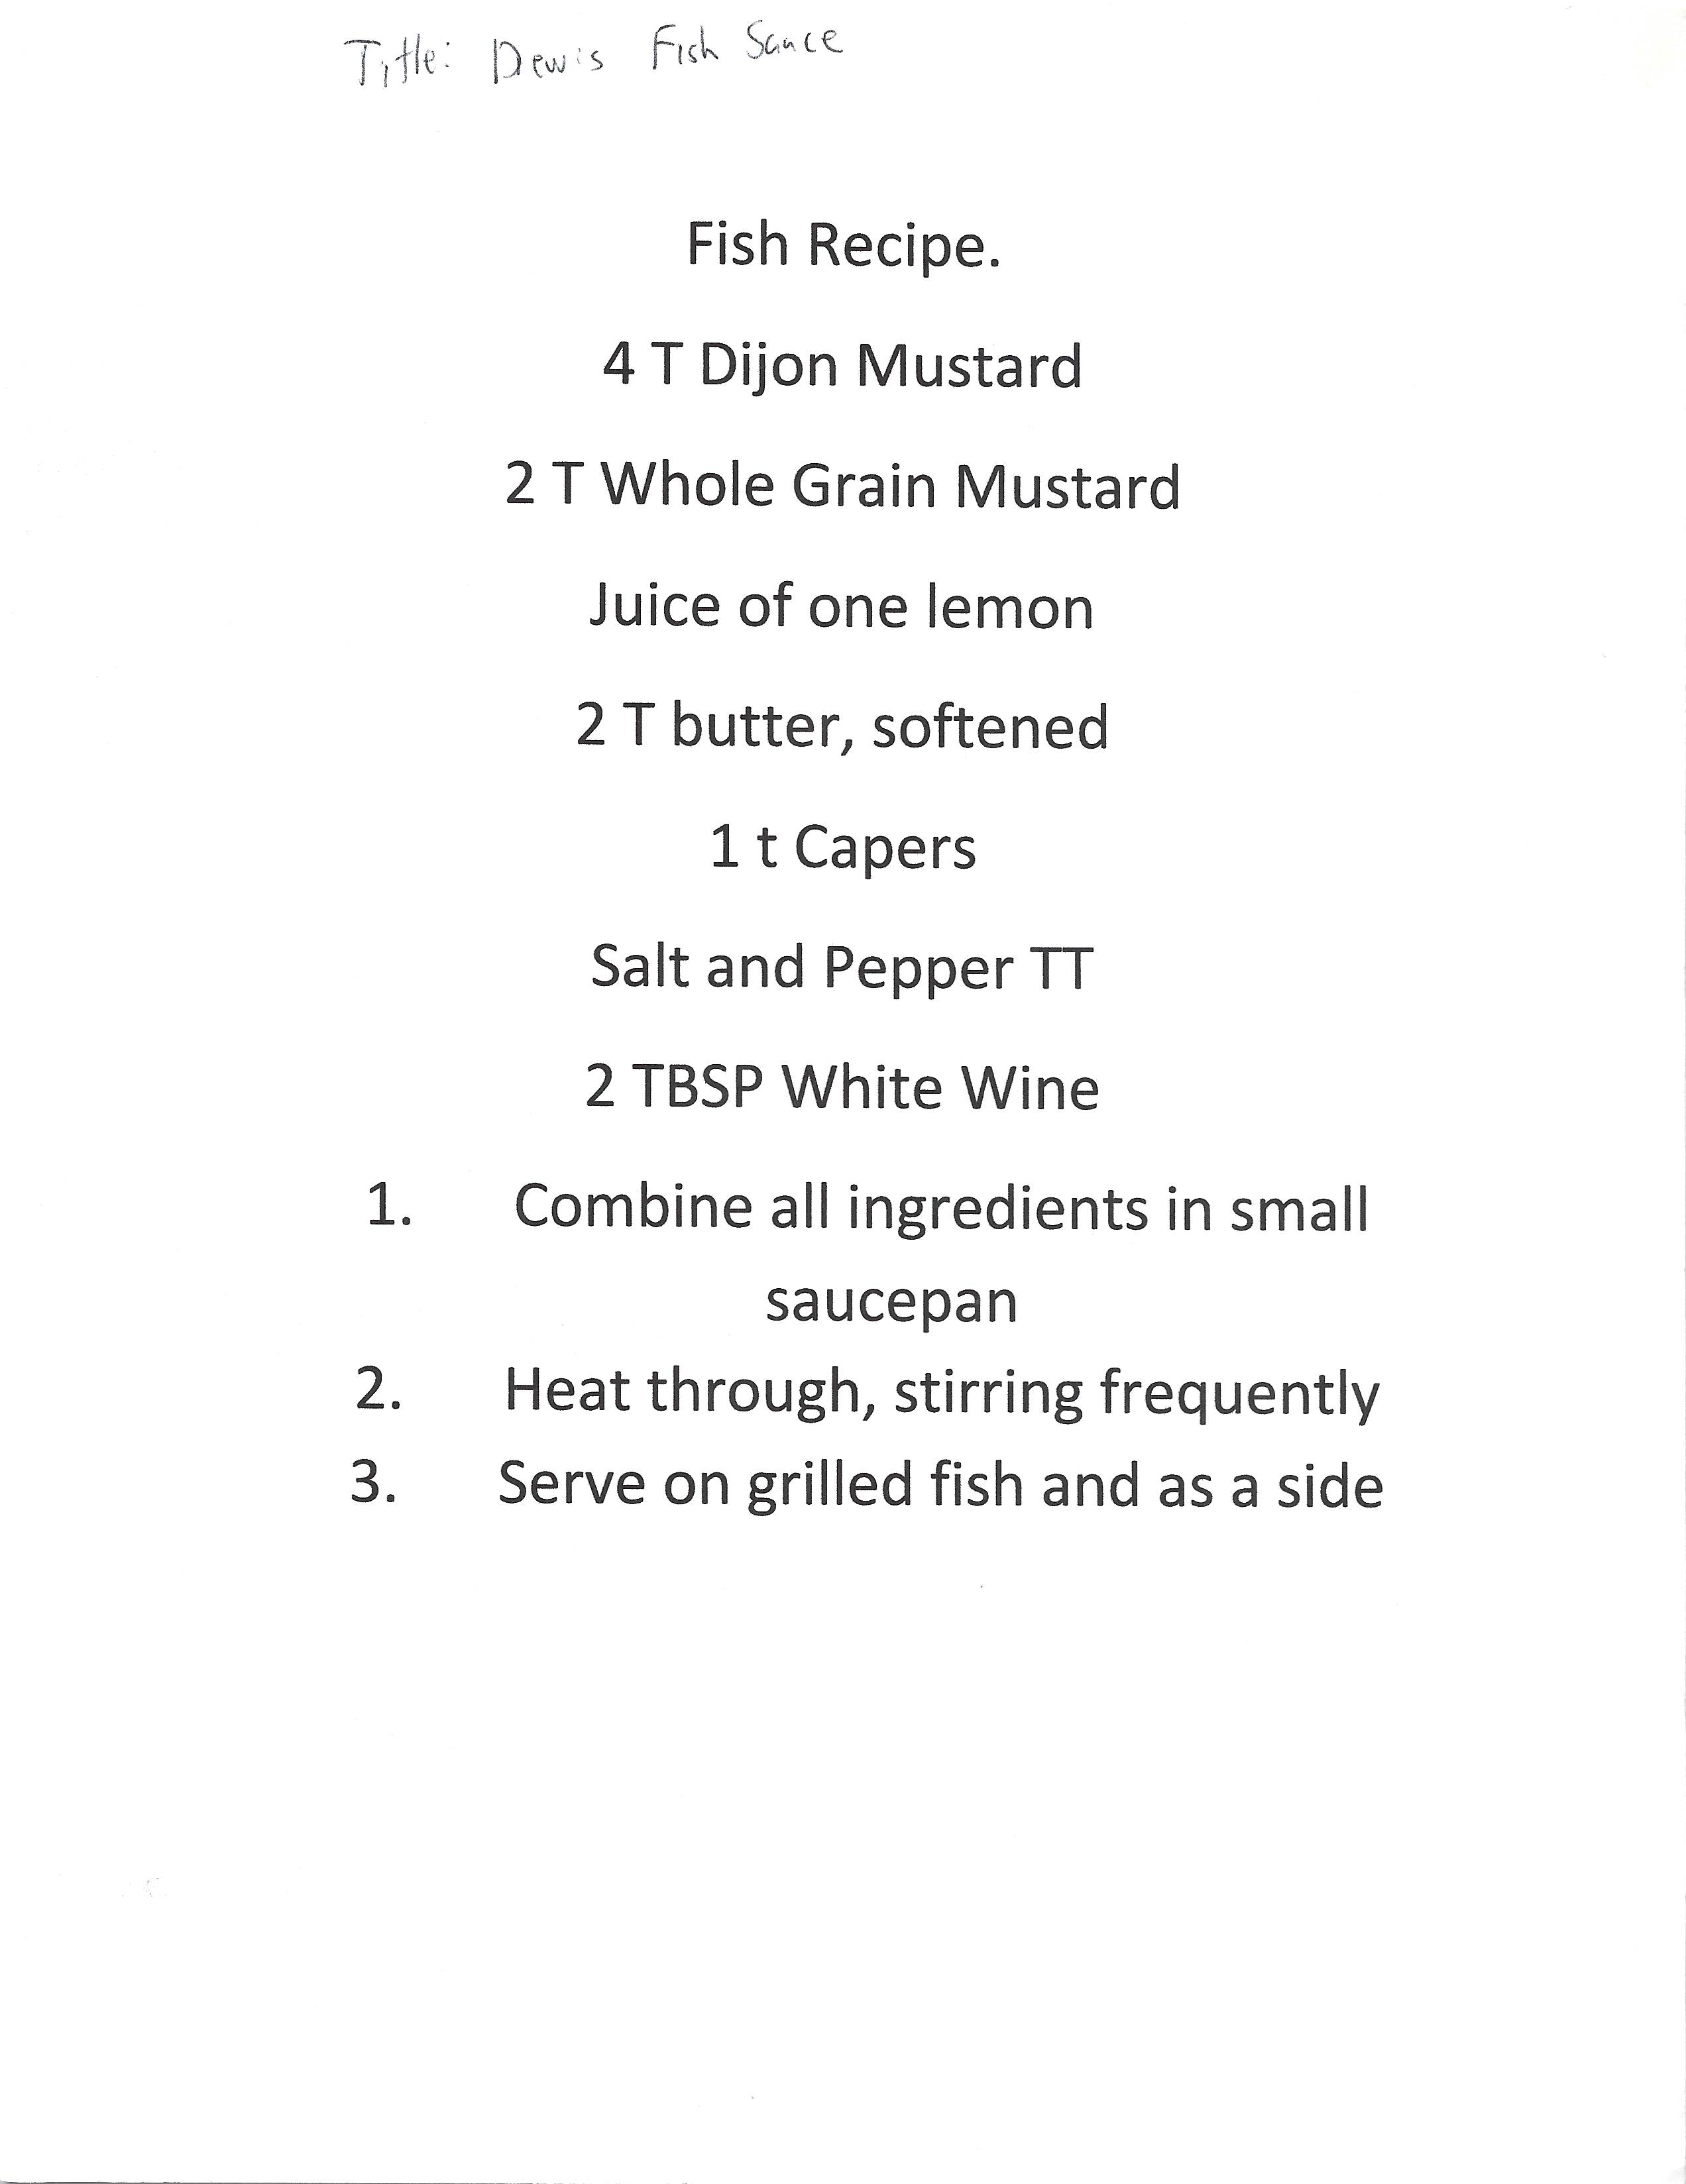 Title: Dew's Fish Sauce
Fish Recipe.
4 T Dijon Mustard
2 T Whole Grain Mustard
Juice of one lemon
2 T butter, softened
1 t Capers
Salt and Pepper TT
2 TBSP White Wine
1. Combine all ingredients in small
saucepan
2. Heat through, stirring frequently
3. Serve on grilled fish and as a side